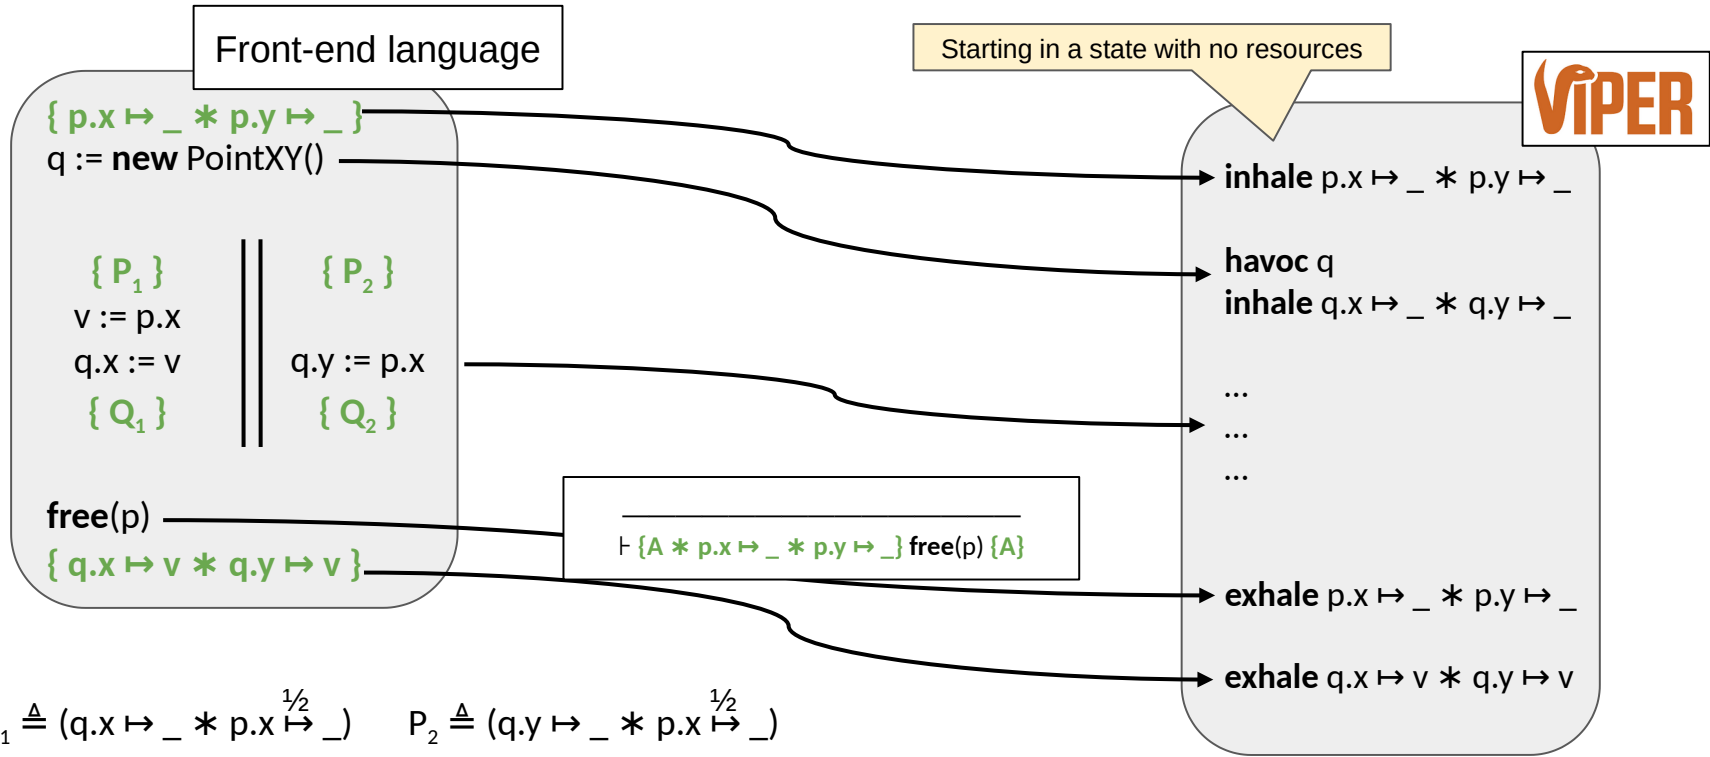 Front-end language
{ p.x ↦ _ ∗ p.y ↦ _ }
q := new PointXY()
{ P₁ } { P₂ }
v := p.x
q.x := v q.y := p.x
{ Q₁ } { Q₂ }
free(p)
{ q.x ↦ v ∗ q.y ↦ v }
⊢ {A ∗ p.x ↦ _ ∗ p.y ↦ _} free(p) {A}
Starting in a state with no resources
VIPER
inhale p.x ↦ _ ∗ p.y ↦ _
havoc q
inhale q.x ↦ _ ∗ q.y ↦ _
...
...
...
exhale p.x ↦ _ ∗ p.y ↦ _
exhale q.x ↦ v ∗ q.y ↦ v
₁ ≜ (q.x ↦ _ ∗ p.x ½↦ _) P₂ ≜ (q.y ↦ _ ∗ p.x ½↦ _)